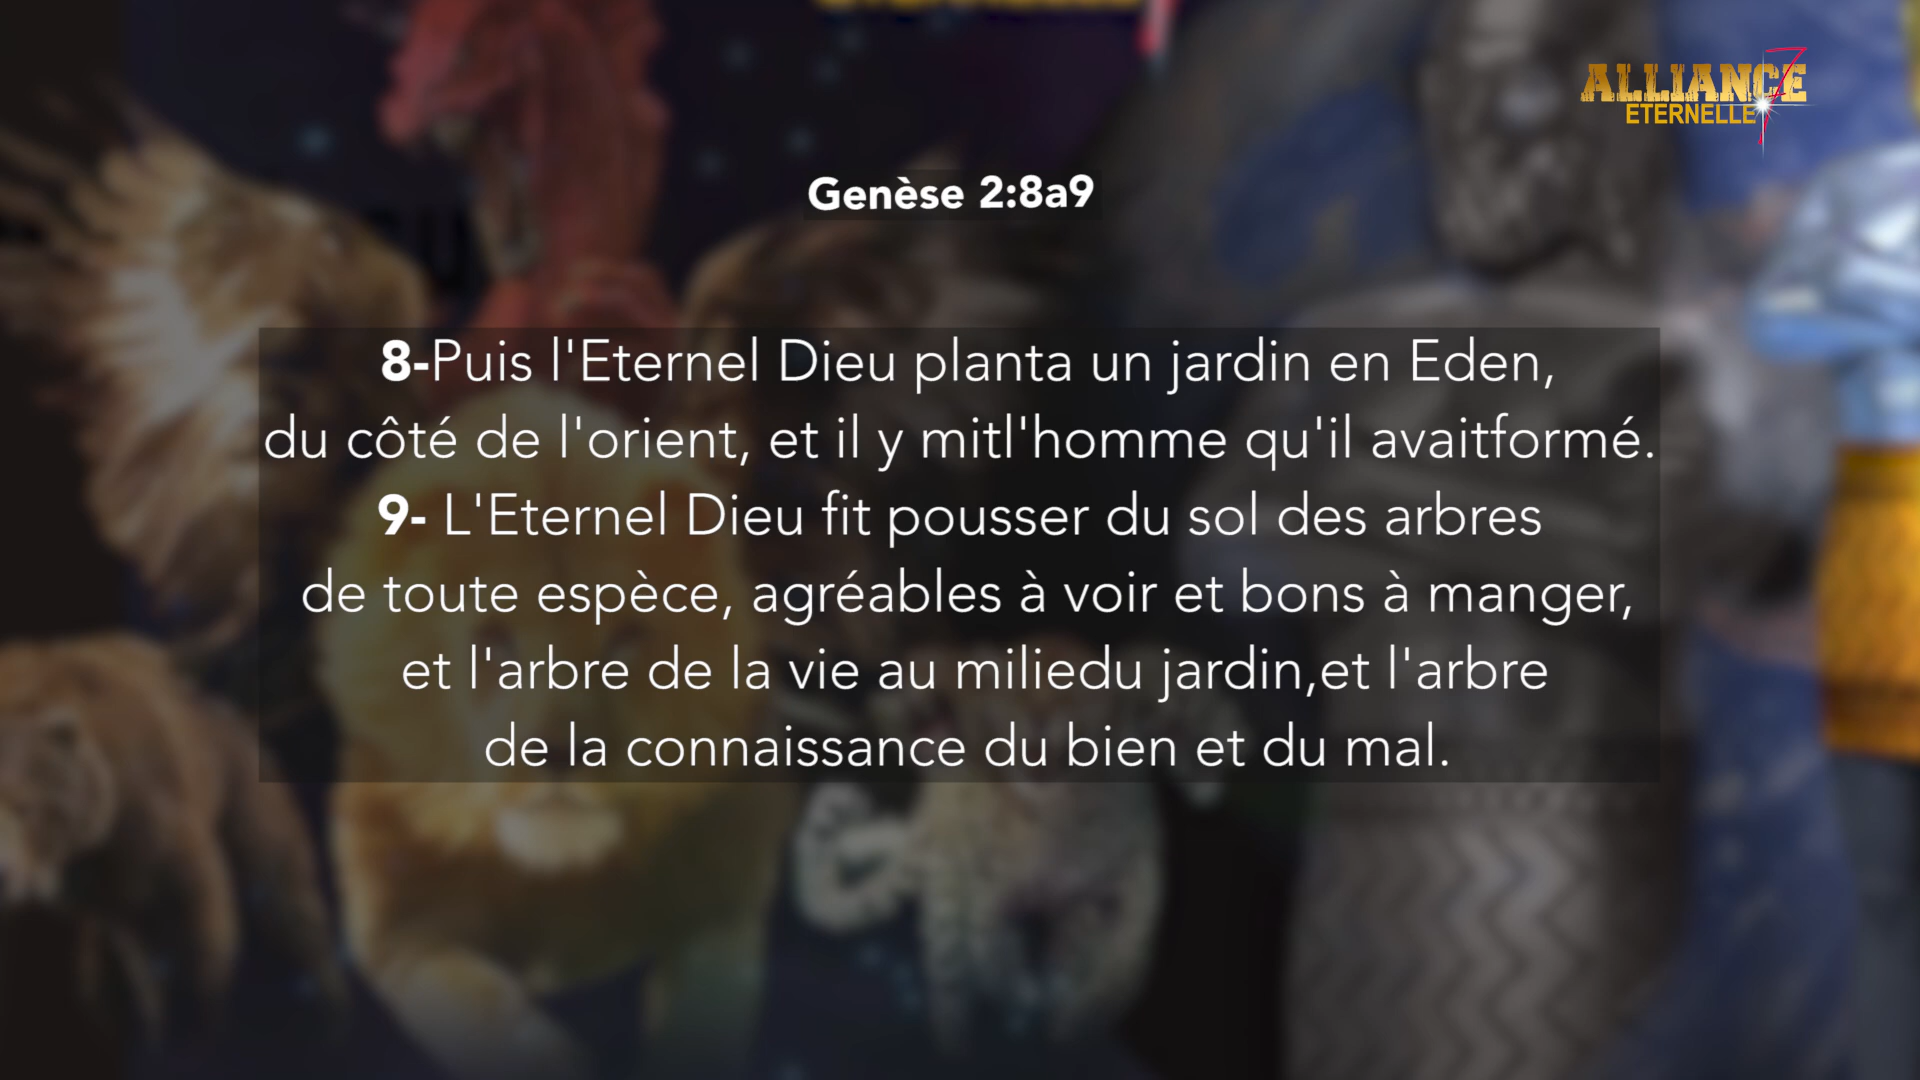 ALLIANCE 7
ETERNELLE
Genèse 2:8a9
8-Puis l'Eternel Dieu planta un jardin en Eden,
du côté de l'orient, et il y mitl'homme qu'il avaitformé.
9- L'Eternel Dieu fit pousser du sol des arbres
de toute espèce, agréables à voir et bons à manger,
et l'arbre de la vie au miliedu jardin,et l'arbre
de la connaissance du bien et du mal.